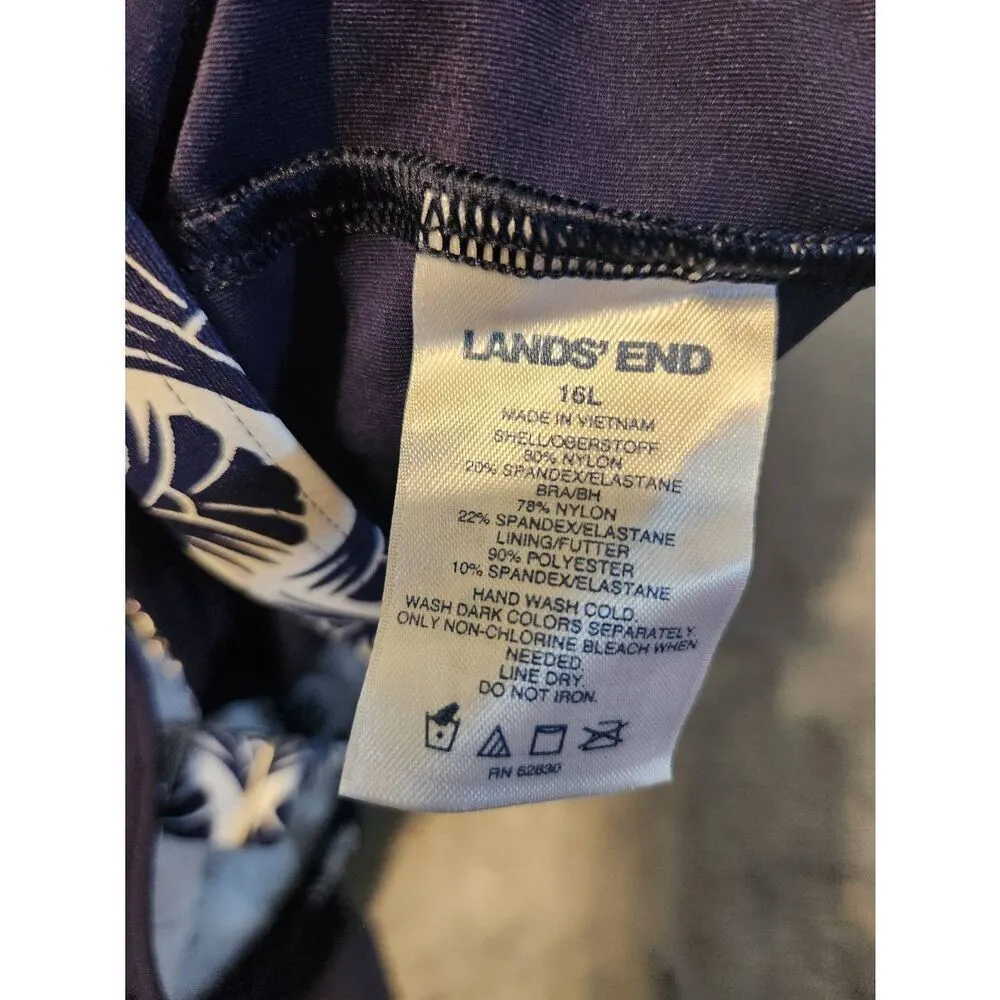 LANDS' END
16L
MADE IN VIETNAM
SHELL/OBERSTOFF
80% NYLON
20% SPANDEX/ELASTANE
BRA/BH
78% NYLON
22% SPANDEX/ELASTANE
LINING/FUTTER
90% POLYESTER
10% SPANDEX/ELASTANE
HAND WASH COLD.
WASH DARK COLORS SEPARATELY.
ONLY NON-CHLORINE BLEACH WHEN
NEEDED.
LINE DRY.
DO NOT IRON.
RN 62830